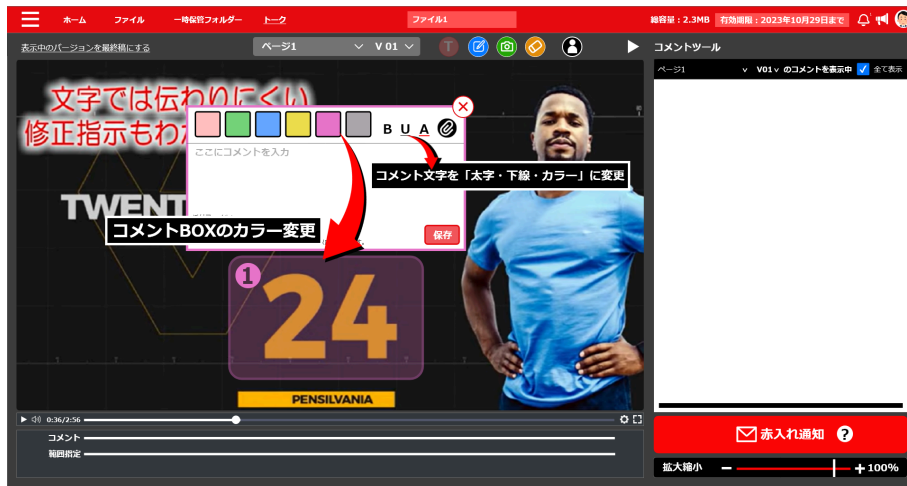 ホーム
ファイル
一時保管フォルダー
トーク
ファイル1
総容量：2.3MB
有効期限：2023年10月29日まで
表示中のバージョンを最終稿にする
ページ1
V 01
T
コメントツール
ページ1
V01 のコメントを表示中
全て表示
文字では伝わりにくい
修正指示もわか
B U A
ここにコメントを入力
コメント文字を「太字・下線・カラー」に変更
TWENT
コメントBOXのカラー変更
保存
1
24
PENSILVANIA
0:36/2:56
コメント
範囲指定
赤入れ通知 ?
拡大縮小
100%